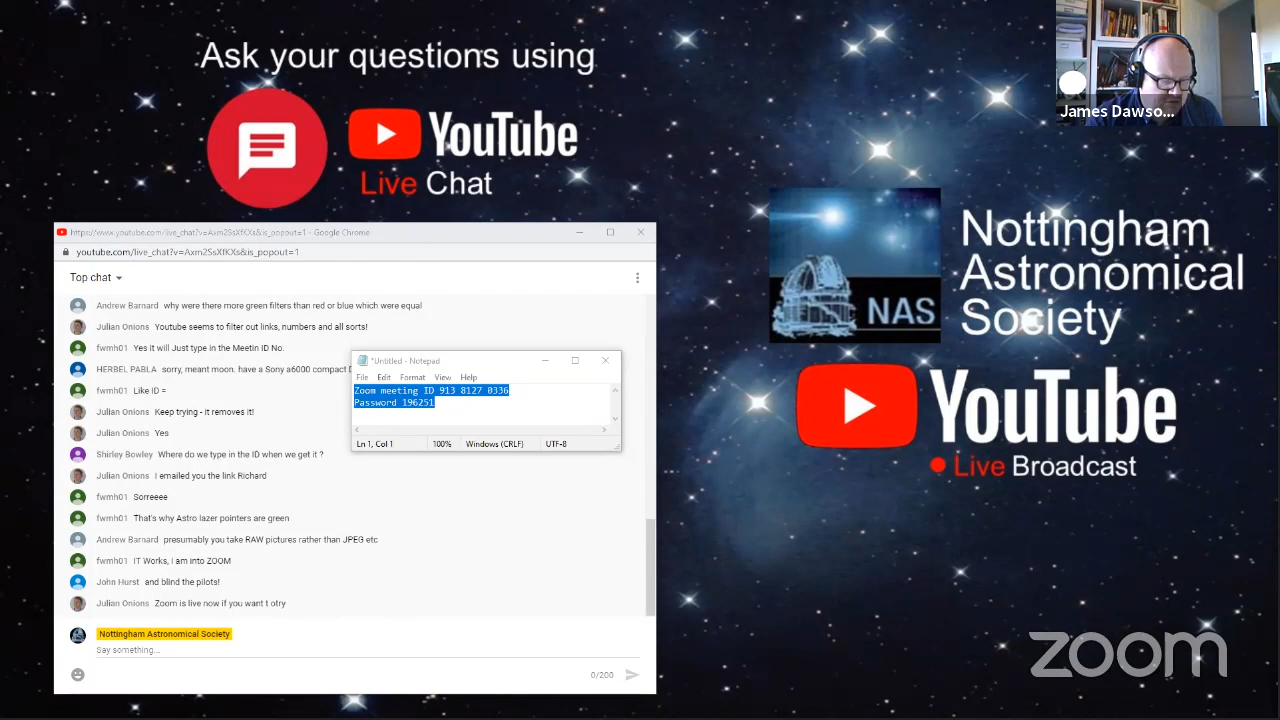 Ask your questions using
YouTube
Live Chat
James Dawso...
https://www.youtube.com/live_chat?v=Axm2SsXfKXs&is_popout=1 - Google Chrome
youtube.com/live_chat?v=Axm2SsXfKXs&is_popout=1
Top chat
Andrew Barnard why were there more green filters than red or blue which were equal
Julian Onions Youtube seems to filter out links, numbers and all sorts!
fwmh01 Yes it will Just type in the Meetin ID No.
HERBEL PABLA sorry, meant moon. have a Sony a6000 compact
fwmh01 Like ID =
Julian Onions Keep trying - it removes it!
Julian Onions Yes
Shirley Bowley Where do we type in the ID when we get it ?
Julian Onions I emailed you the link Richard
fwmh01 Sorreeee
fwmh01 That's why Astro lazer pointers are green
Andrew Barnard presumably you take RAW pictures rather than JPEG etc
fwmh01 IT Works, i am into ZOOM
John Hurst and blind the pilots!
Julian Onions Zoom is live now if you want t otry
Nottingham Astronomical Society
Say something...
0/200
*Untitled - Notepad
File Edit Format View Help
Zoom meeting ID 913 8127 0336
Password 196251
Ln 1, Col 1 100% Windows (CRLF) UTF-8
NAS
Nottingham
Astronomical
Society
YouTube
Live Broadcast
zoom